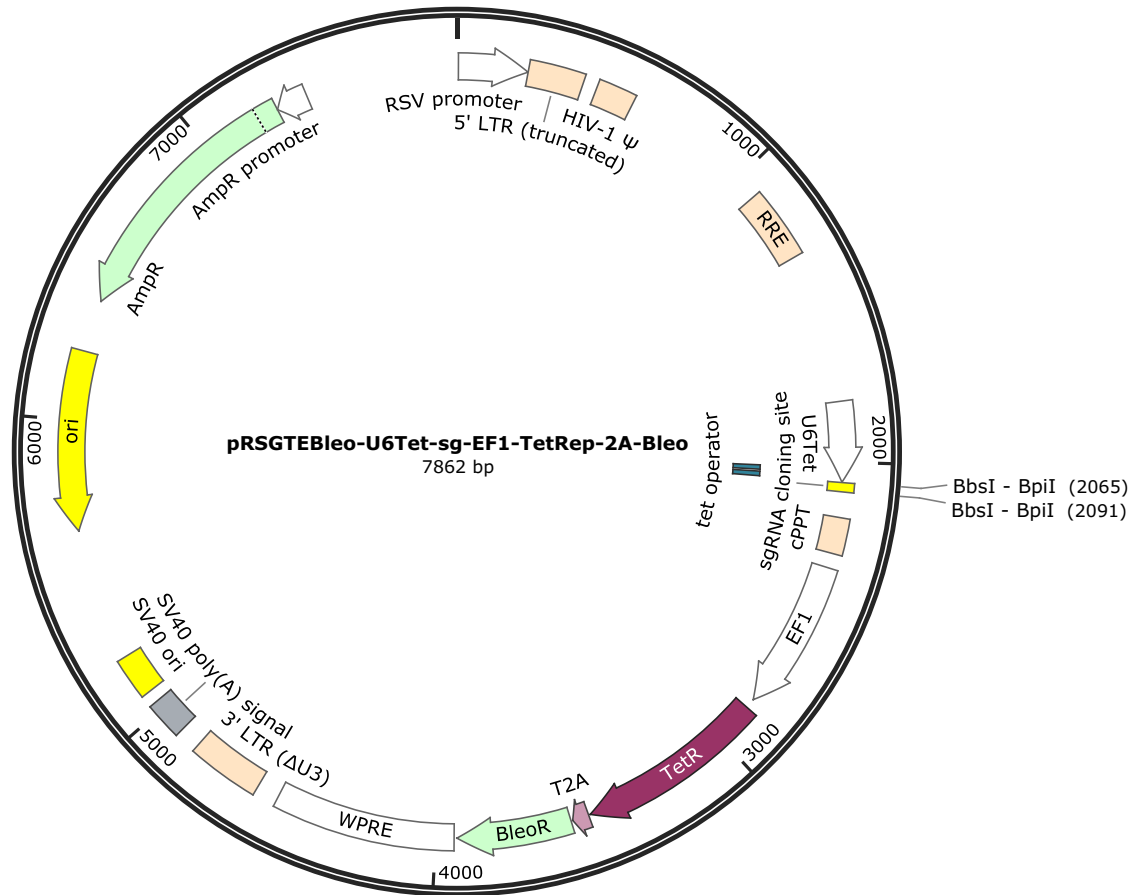 RSV promoter
5' LTR (truncated)
HIV-1 Ψ
1000
RRE
2000
U6Tet
sgRNA cloning site
tet operator
BbsI - BpiI (2065)
BbsI - BpiI (2091)
cPPT
EF1
3000
TetR
T2A
BleoR
4000
WPRE
3' LTR (ΔU3)
SV40 poly(A) signal
SV40 ori
5000
6000
ori
AmpR
7000
AmpR promoter
pRSGTEBleo-U6Tet-sg-EF1-TetRep-2A-Bleo
7862 bp